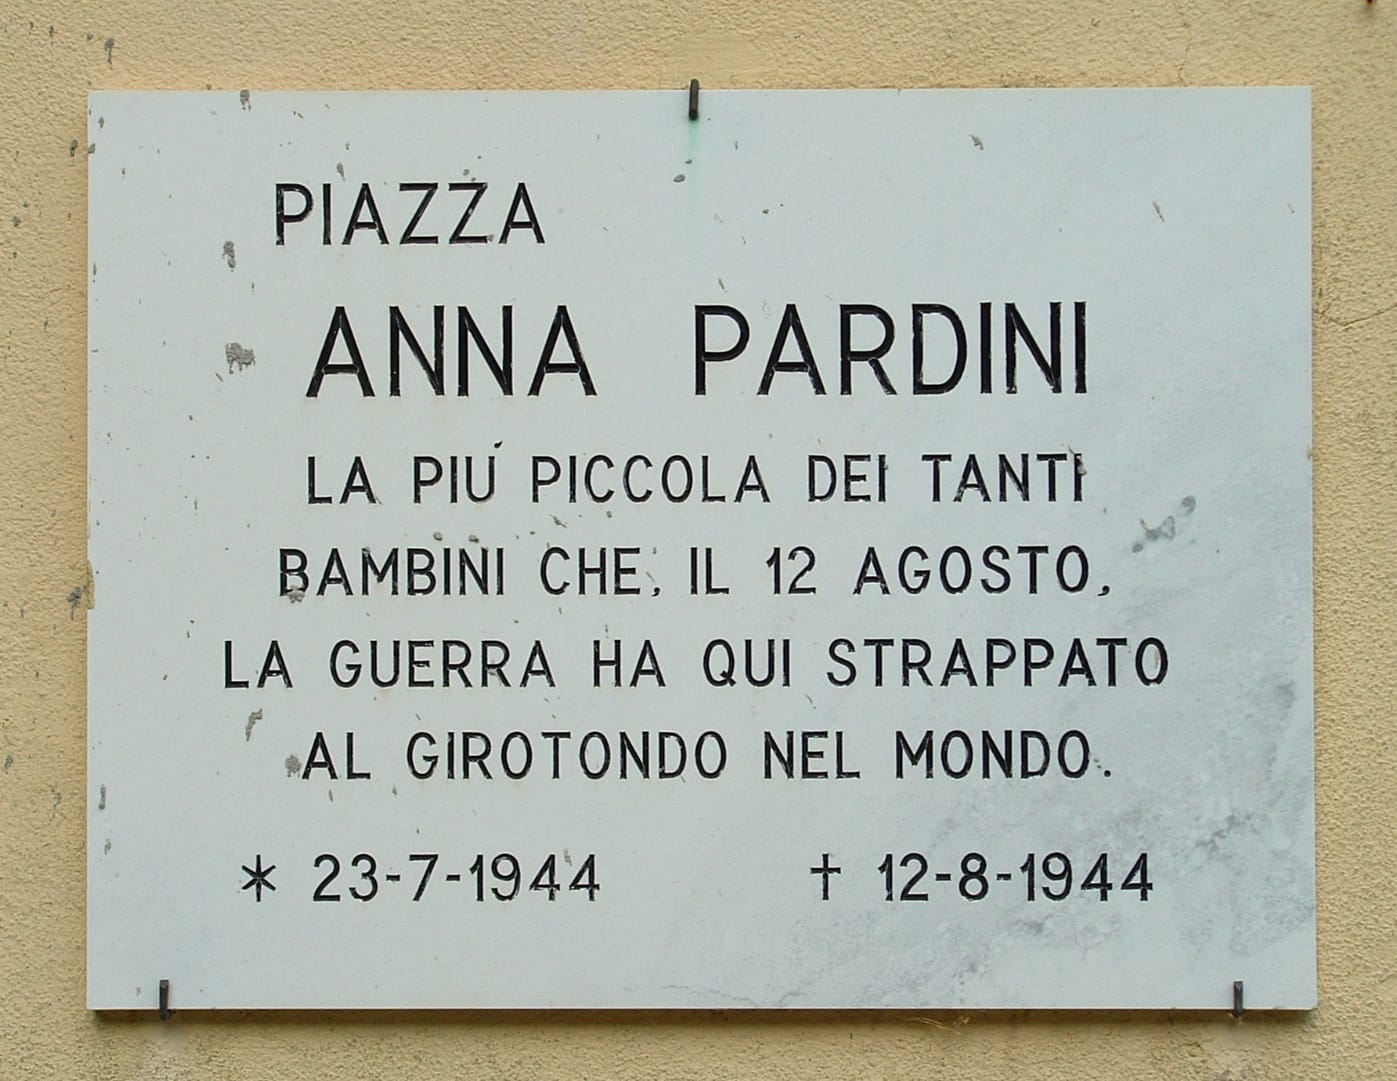 PIAZZA
ANNA PARDINI
LA PIÚ PICCOLA DEI TANTI
BAMBINI CHE, IL 12 AGOSTO,
LA GUERRA HA QUI STRAPPATO
AL GIROTONDO NEL MONDO.
* 23-7-1944 † 12-8-1944